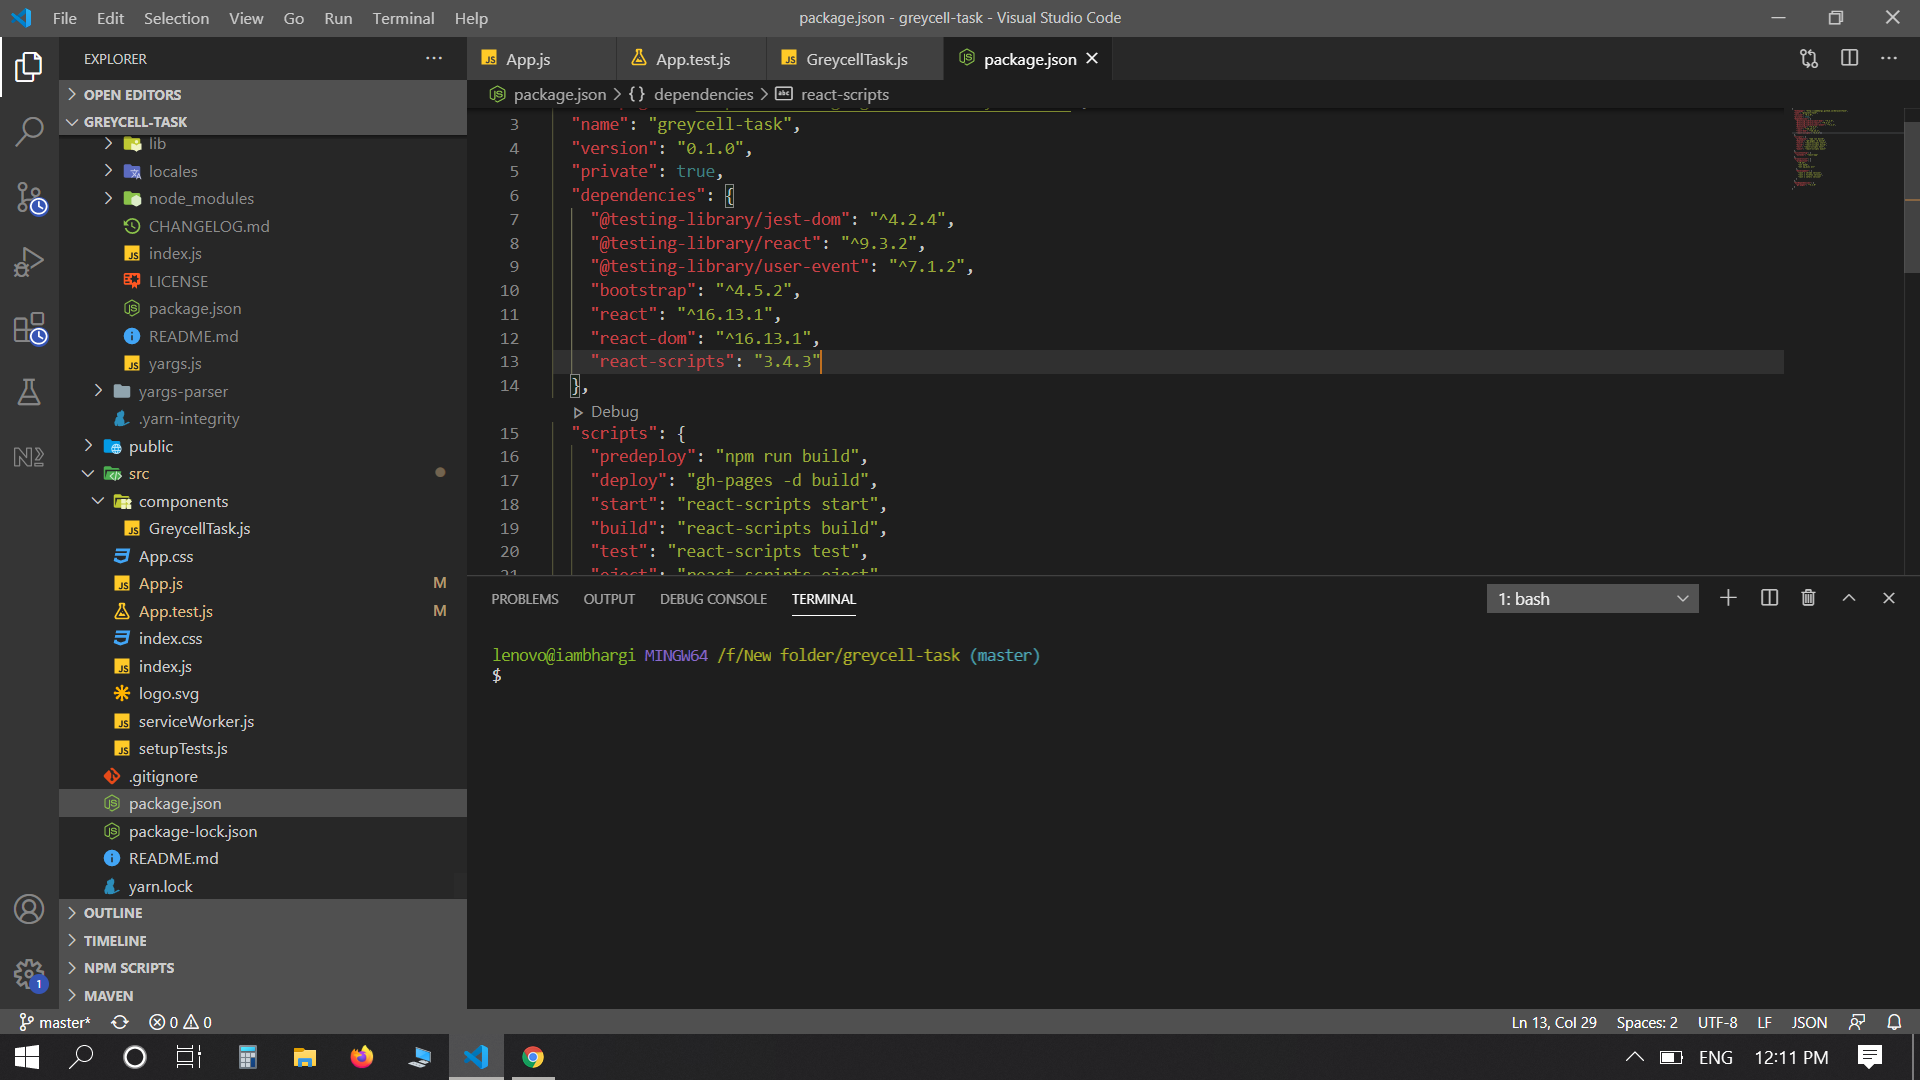 File Edit Selection View Go Run Terminal Help
package.json - greycell-task - Visual Studio Code
EXPLORER
OPEN EDITORS
GREYCELL-TASK
lib
locales
node_modules
CHANGELOG.md
index.js
LICENSE
package.json
README.md
yargs.js
yargs-parser
.yarn-integrity
public
src
components
GreycellTask.js
App.css
App.js M
App.test.js M
index.css
index.js
logo.svg
serviceWorker.js
setupTests.js
.gitignore
package.json
package-lock.json
README.md
yarn.lock
OUTLINE
TIMELINE
NPM SCRIPTS
MAVEN
App.js App.test.js GreycellTask.js package.json
package.json > {} dependencies > react-scripts
3 "name": "greycell-task",
4 "version": "0.1.0",
5 "private": true,
6 "dependencies": {
7 "@testing-library/jest-dom": "^4.2.4",
8 "@testing-library/react": "^9.3.2",
9 "@testing-library/user-event": "^7.1.2",
10 "bootstrap": "^4.5.2",
11 "react": "^16.13.1",
12 "react-dom": "^16.13.1",
13 "react-scripts": "3.4.3"
14 },
Debug
15 "scripts": {
16 "predeploy": "npm run build",
17 "deploy": "gh-pages -d build",
18 "start": "react-scripts start",
19 "build": "react-scripts build",
20 "test": "react-scripts test",
21 "eject": "react-scripts eject"
PROBLEMS OUTPUT DEBUG CONSOLE TERMINAL
1: bash
lenovo@iambhargi MINGW64 /f/New folder/greycell-task (master)
$
1
master* 0 0
Ln 13, Col 29 Spaces: 2 UTF-8 LF JSON
ENG 12:11 PM